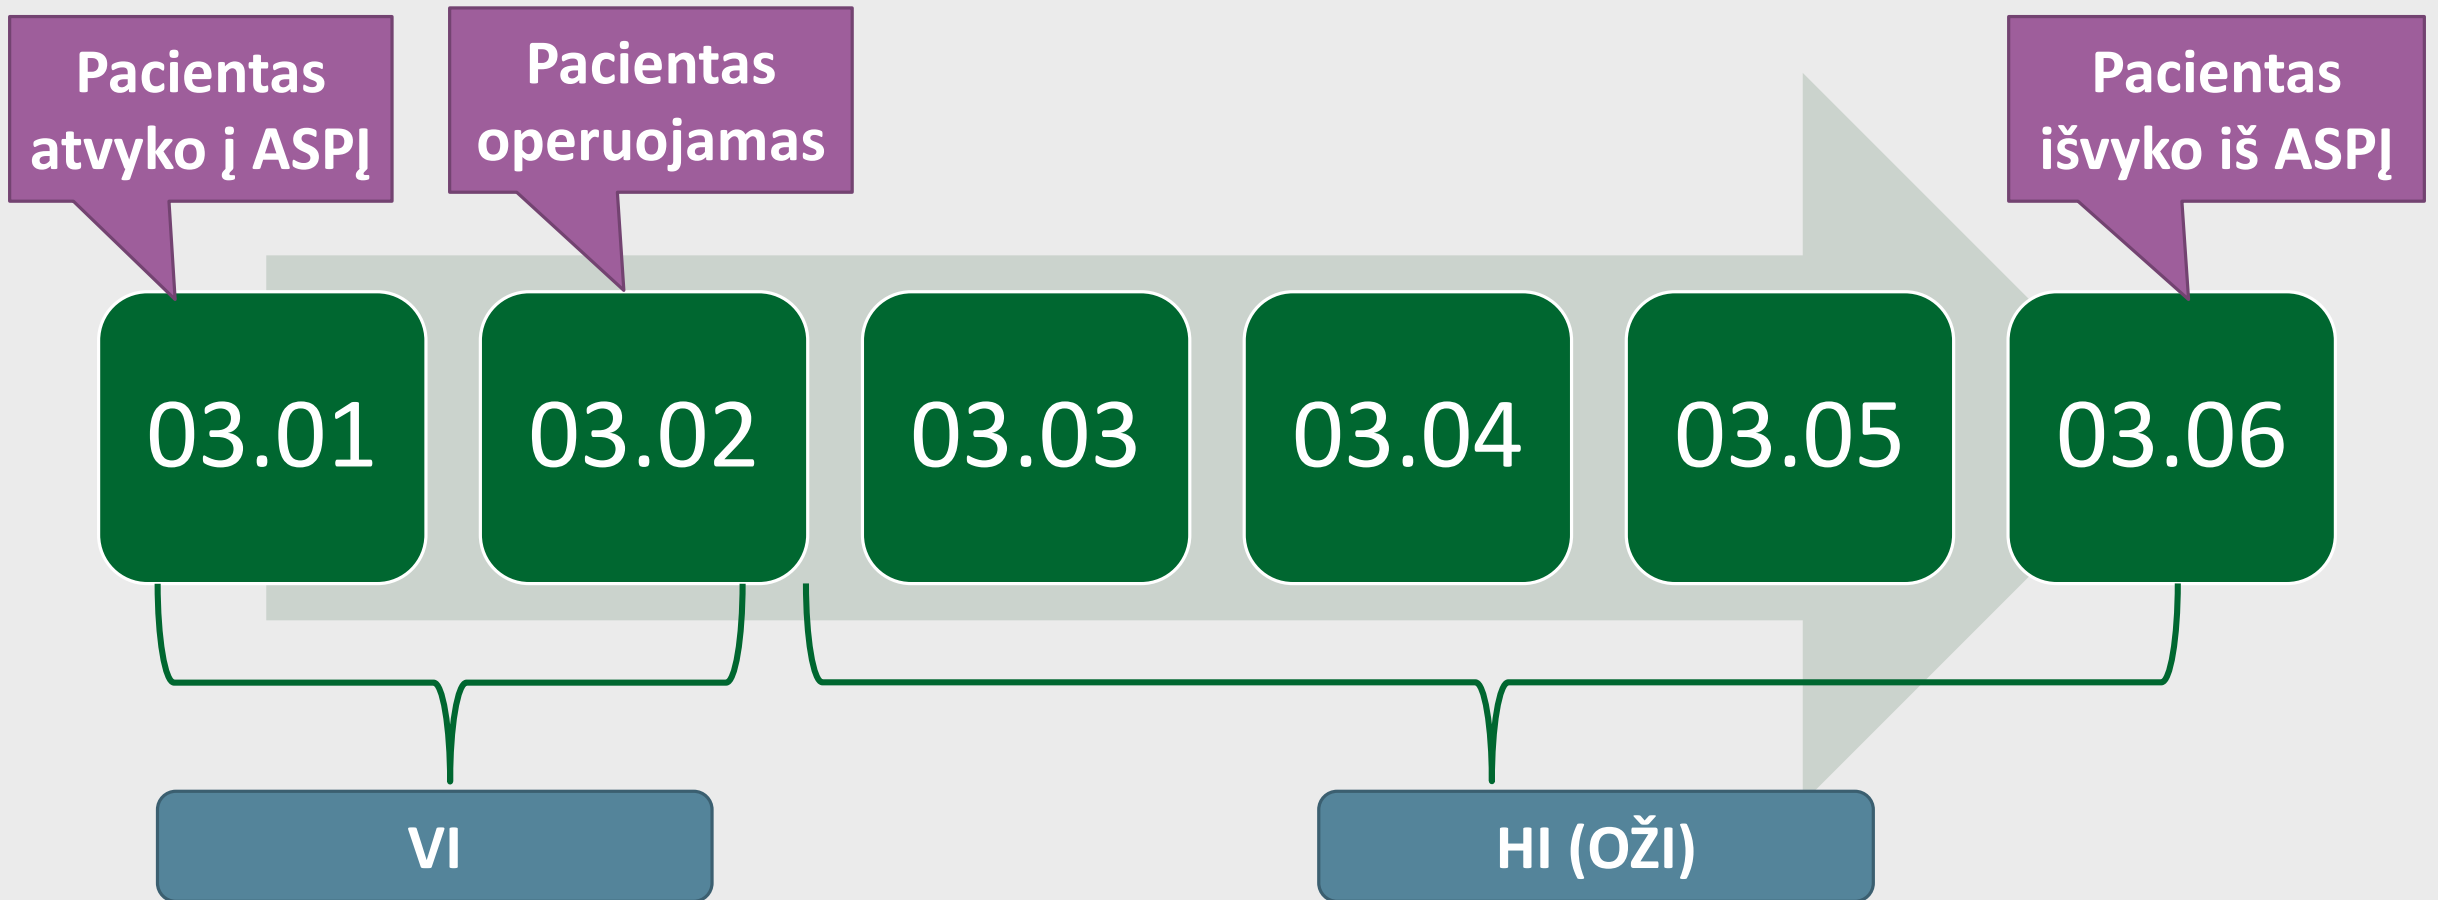 Pacientas
atvyko į ASPĮ
Pacientas
operuojamas
Pacientas
išvyko iš ASPĮ
03.01
03.02
03.03
03.04
03.05
03.06
VI
HI (OŽI)